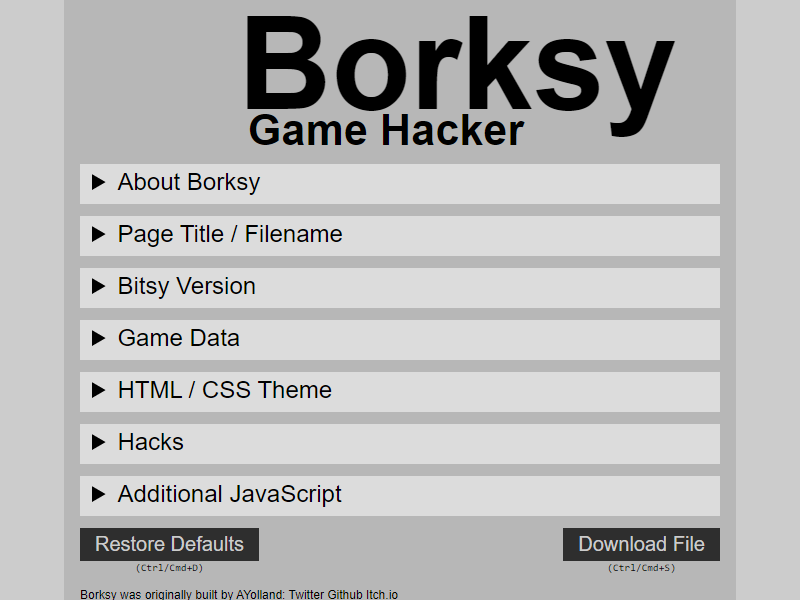 Borksy
Game Hacker
About Borksy
Page Title / Filename
Bitsy Version
Game Data
HTML / CSS Theme
Hacks
Additional JavaScript
Restore Defaults
Download File
(Ctrl/Cmd+D)
(Ctrl/Cmd+S)
Borksy was originally built by AYolland: Twitter Github Itch.io